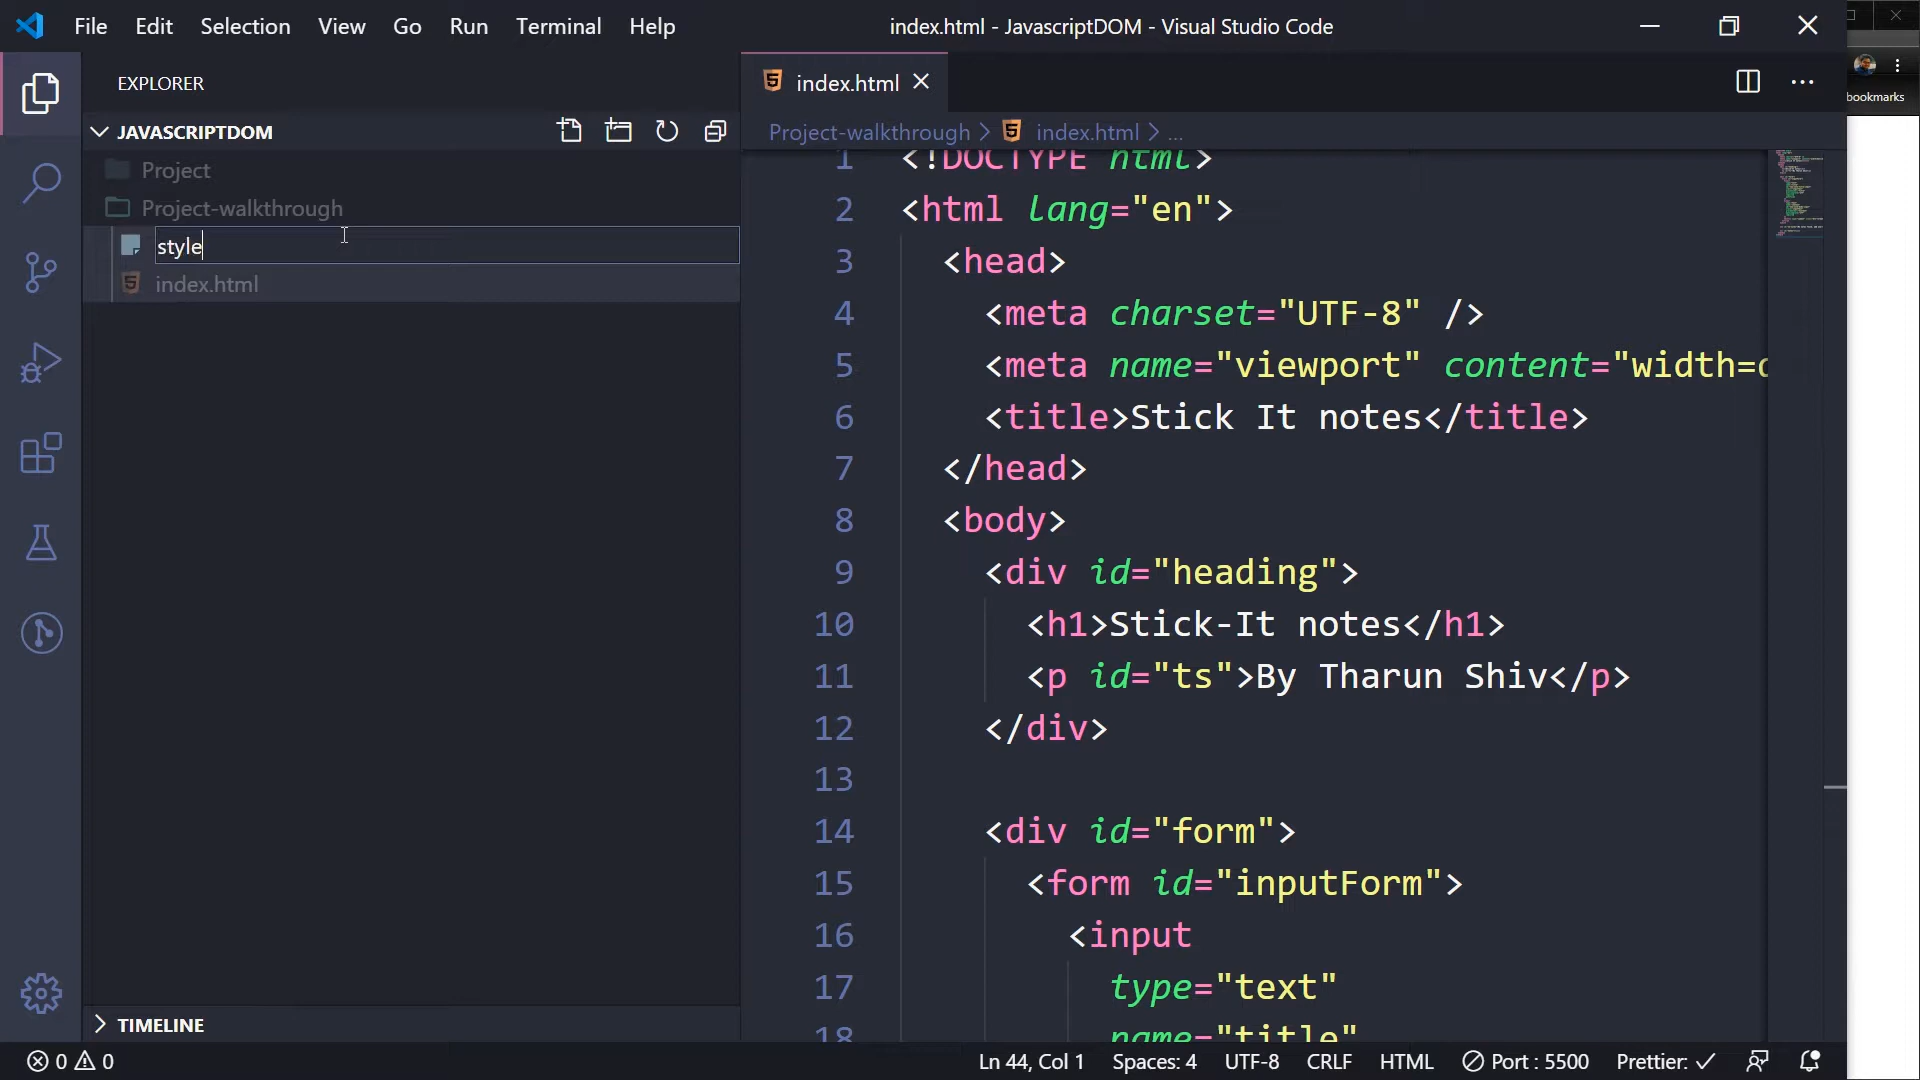 File Edit Selection View Go Run Terminal Help
index.html - JavascriptDOM - Visual Studio Code
bookmarks
EXPLORER
JAVASCRIPTDOM
Project
Project-walkthrough
style
index.html
TIMELINE
index.html
Project-walkthrough > index.html > ...
1 <!DOCTYPE html>
2 <html lang="en">
3 <head>
4 <meta charset="UTF-8" />
5 <meta name="viewport" content="width=d
6 <title>Stick It notes</title>
7 </head>
8 <body>
9 <div id="heading">
10 <h1>Stick-It notes</h1>
11 <p id="ts">By Tharun Shiv</p>
12 </div>
13
14 <div id="form">
15 <form id="inputForm">
16 <input
17 type="text"
18 name="title"
0 0 Ln 44, Col 1 Spaces: 4 UTF-8 CRLF HTML Port : 5500 Prettier: ✓